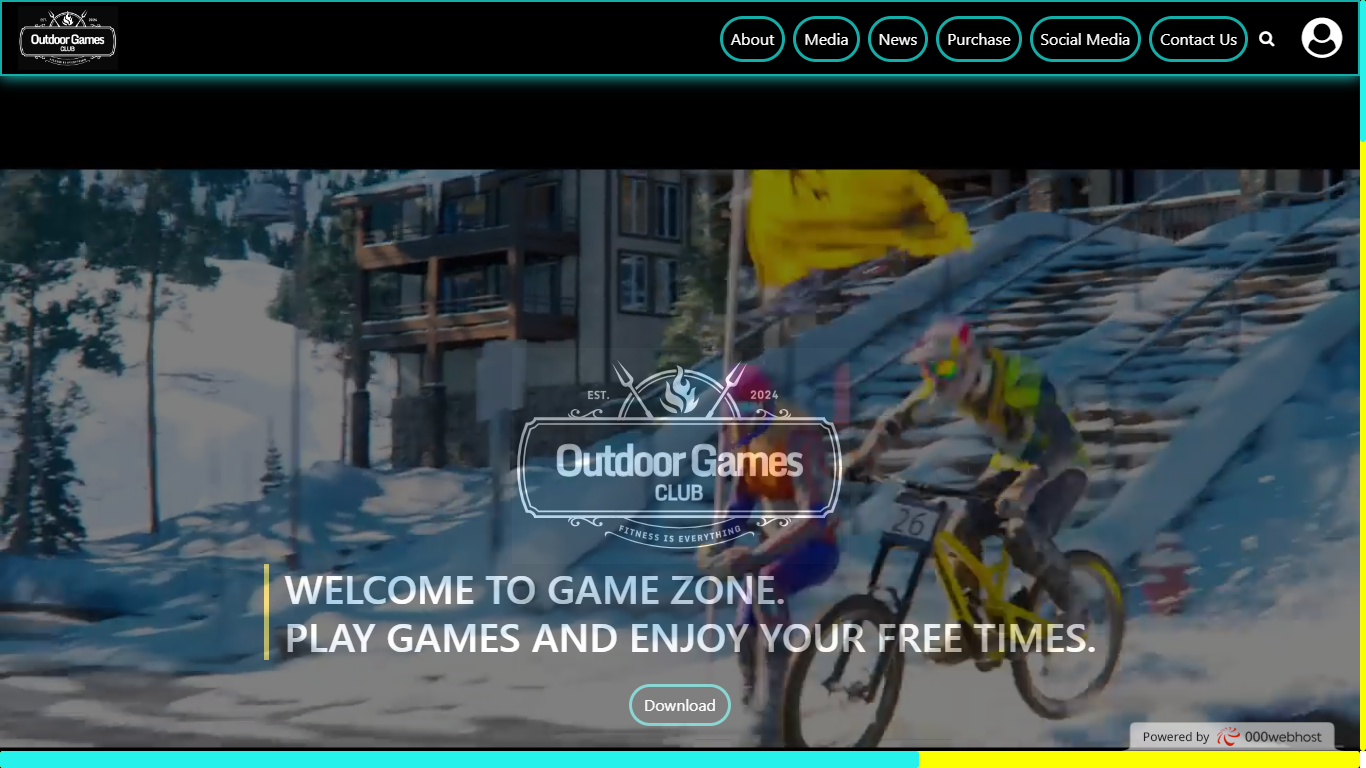 EST. 2024
Outdoor Games
CLUB
About
Media
News
Purchase
Social Media
Contact Us
EST. 2024
Outdoor Games
CLUB
FITNESS IS EVERYTHING
26
WELCOME TO GAME ZONE.
PLAY GAMES AND ENJOY YOUR FREE TIMES.
Download
Powered by 000webhost